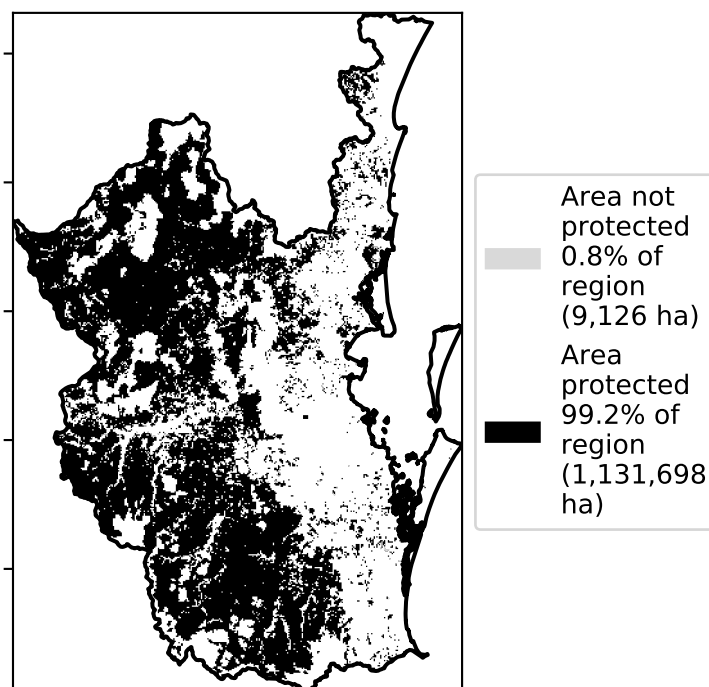 Area not
protected
0.8% of
region
(9,126 ha)
Area
protected
99.2% of
region
(1,131,698
ha)